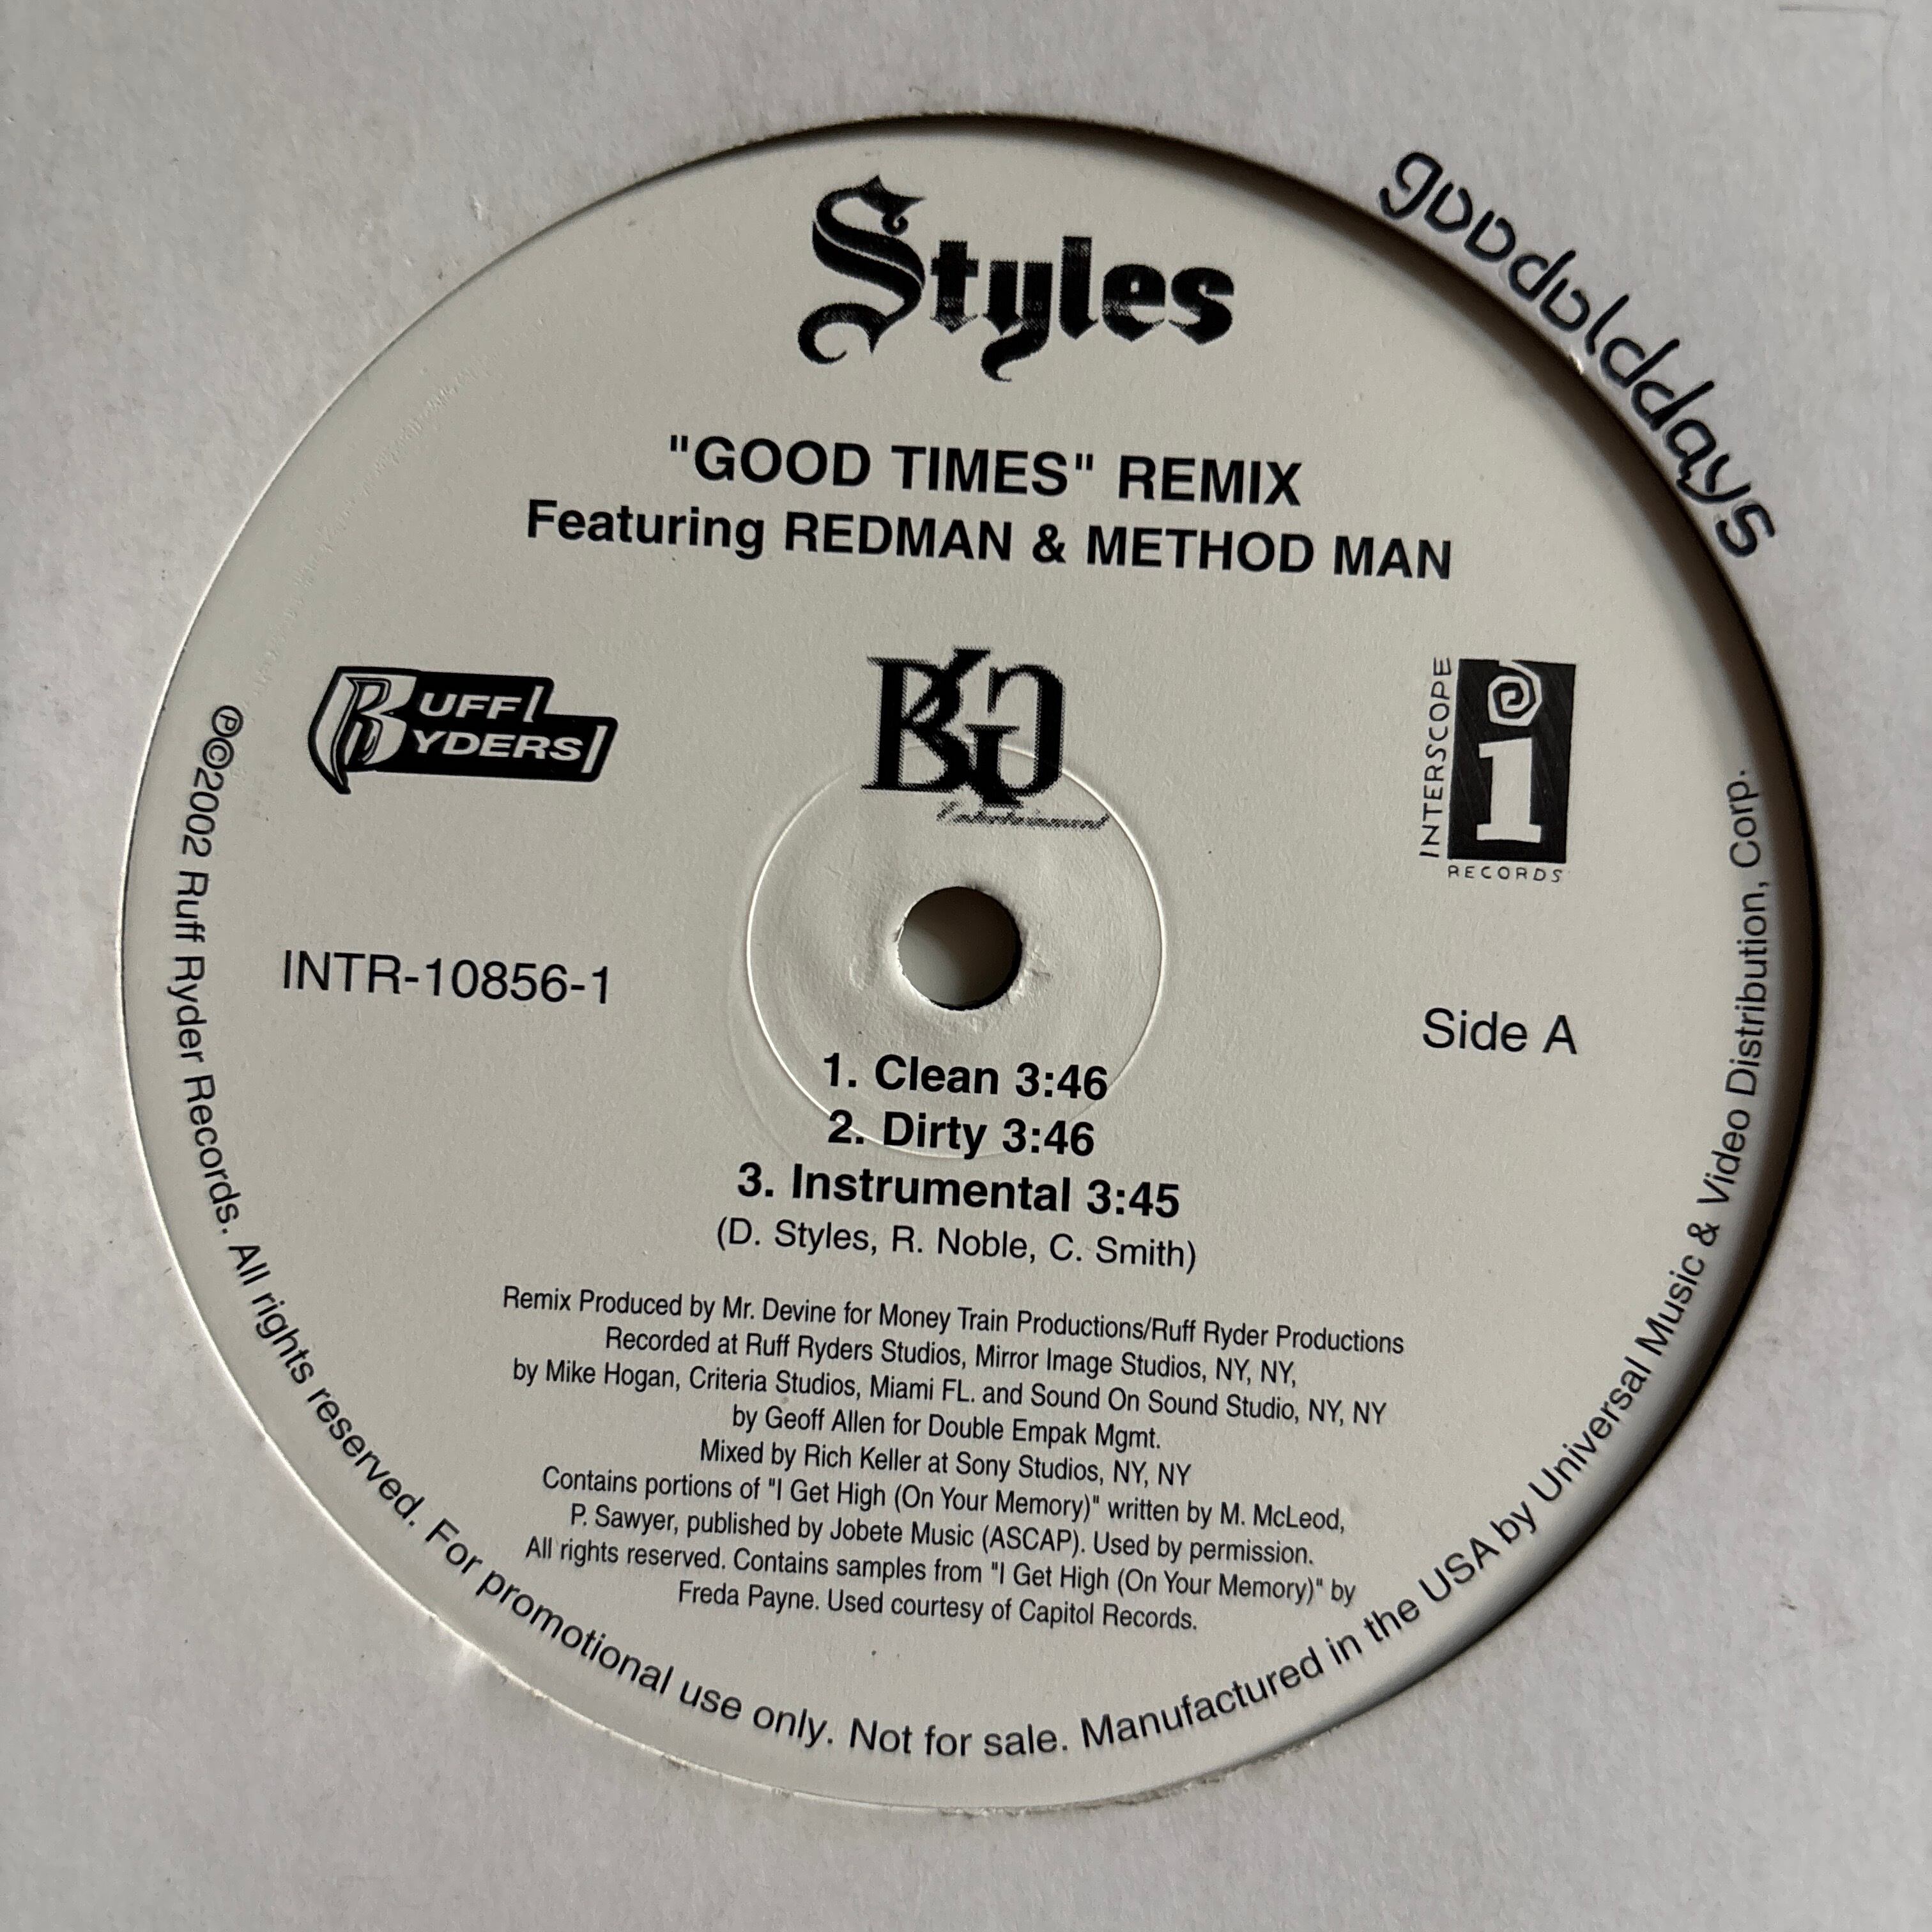 Styles
gooddolddays
"GOOD TIMES" REMIX
Featuring REDMAN & METHOD MAN
RUFF
RYDERS
BIG
Entertainment
INTERSCOPE
i
RECORDS
INTR-10856-1
Side A
1. Clean 3:46
2. Dirty 3:46
3. Instrumental 3:45
(D. Styles, R. Noble, C. Smith)
Remix Produced by Mr. Devine for Money Train Productions/Ruff Ryder Productions
Recorded at Ruff Ryders Studios, Mirror Image Studios, NY, NY,
by Mike Hogan, Criteria Studios, Miami FL. and Sound On Sound Studio, NY, NY
by Geoff Allen for Double Empak Mgmt.
Mixed by Rich Keller at Sony Studios, NY, NY
Contains portions of "I Get High (On Your Memory)" written by M. McLeod,
P. Sawyer, published by Jobete Music (ASCAP). Used by permission.
All rights reserved. Contains samples from "I Get High (On Your Memory)" by
Freda Payne. Used courtesy of Capitol Records.
℗©2002 Ruff Ryder Records. All rights reserved. For promotional use only. Not for sale. Manufactured in the USA by Universal Music & Video Distribution, Corp.